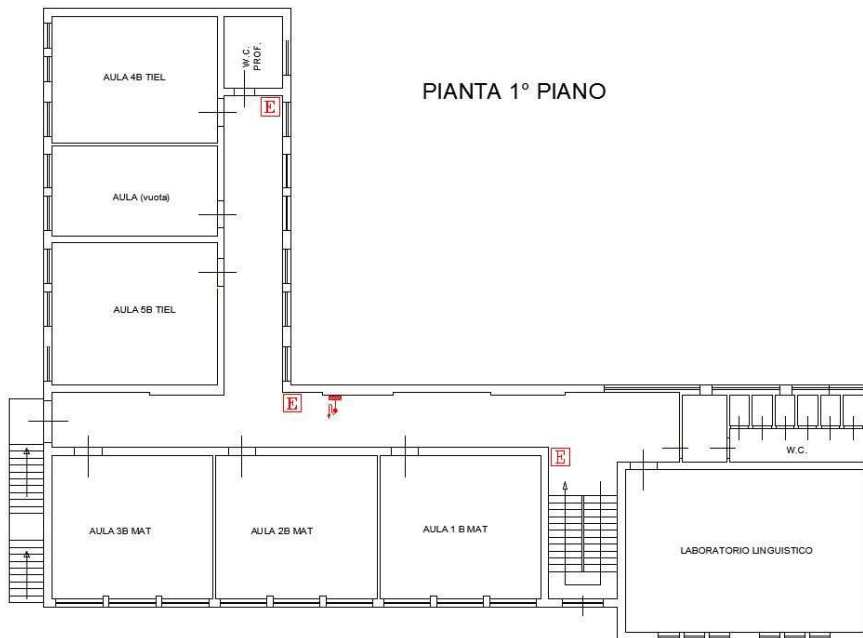 AULA 4B TIEL
W.C.
PROF.
PIANTA 1° PIANO
E
AULA (vuota)
AULA 5B TIEL
E
E
W.C.
AULA 3B MAT
AULA 2B MAT
AULA 1 B MAT
LABORATORIO LINGUISTICO